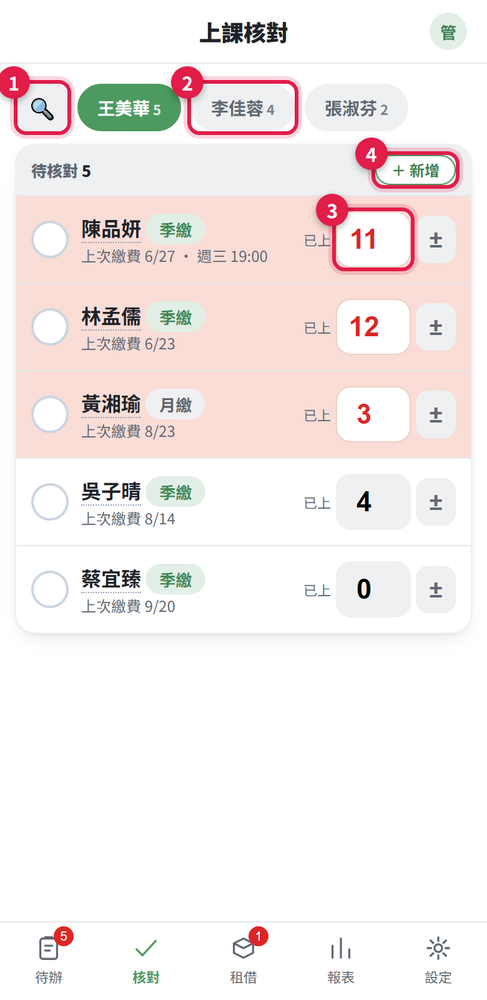 上課核對
管
1
2
王美華 5
李佳蓉 4
張淑芬 2
待核對 5
4
＋ 新增
3
陳品妍 季繳
上次繳費 6/27 · 週三 19:00
已上 11 ±
林孟儒 季繳
上次繳費 6/23
已上 12 ±
黃湘瑜 月繳
上次繳費 8/23
已上 3 ±
吳子晴 季繳
上次繳費 8/14
已上 4 ±
蔡宜臻 季繳
上次繳費 9/20
已上 0 ±
5
1
待辦
核對
租借
報表
設定